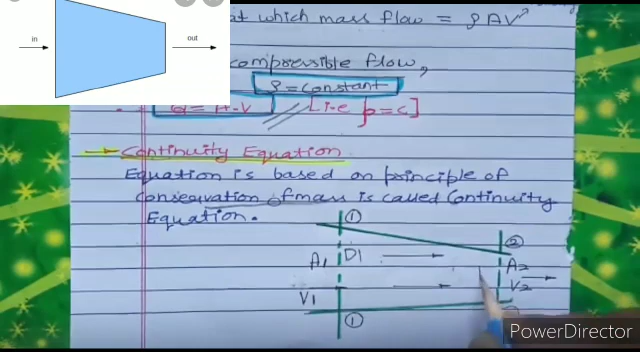 in
out
at which mass flow = ρAV
compressible flow,
ρ = constant
[i.e ρ = c]
→ Continuity Equation
Equation is based on principle of
conservation of mass is called Continuity
Equation.
①
②
A1 D1
A2
V1
V2
①
PowerDirector